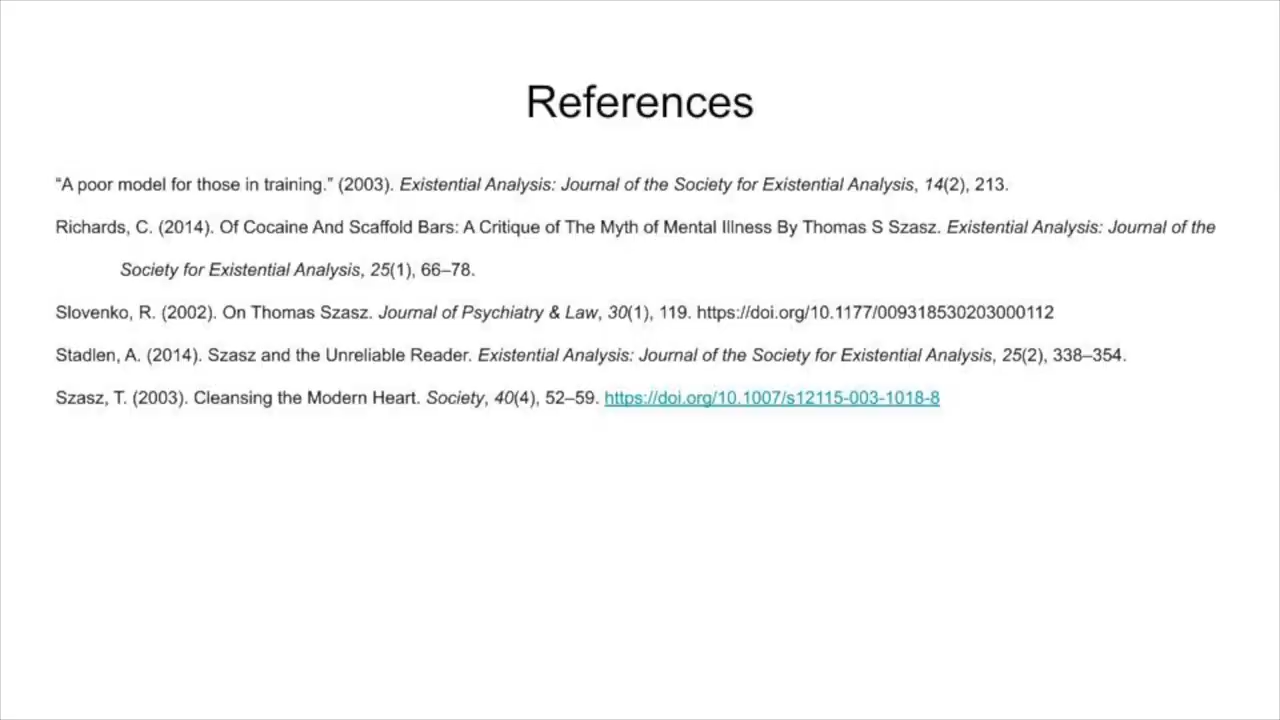 References
“A poor model for those in training.” (2003). Existential Analysis: Journal of the Society for Existential Analysis, 14(2), 213.
Richards, C. (2014). Of Cocaine And Scaffold Bars: A Critique of The Myth of Mental Illness By Thomas S Szasz. Existential Analysis: Journal of the
Society for Existential Analysis, 25(1), 66–78.
Slovenko, R. (2002). On Thomas Szasz. Journal of Psychiatry & Law, 30(1), 119. https://doi.org/10.1177/009318530203000112
Stadlen, A. (2014). Szasz and the Unreliable Reader. Existential Analysis: Journal of the Society for Existential Analysis, 25(2), 338–354.
Szasz, T. (2003). Cleansing the Modern Heart. Society, 40(4), 52–59. https://doi.org/10.1007/s12115-003-1018-8